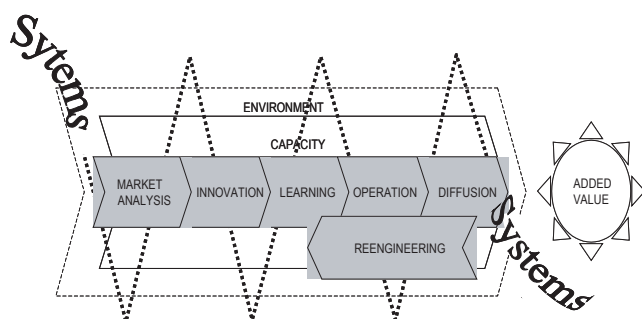 Sytems
ENVIRONMENT
CAPACITY
MARKET
ANALYSIS
INNOVATION
LEARNING
OPERATION
DIFFUSION
REENGINEERING
Systems
ADDED
VALUE